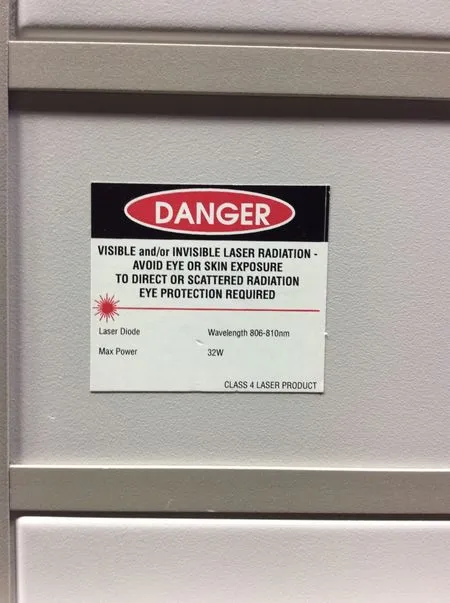 DANGER
VISIBLE and/or INVISIBLE LASER RADIATION -
AVOID EYE OR SKIN EXPOSURE
TO DIRECT OR SCATTERED RADIATION
EYE PROTECTION REQUIRED
Laser Diode Wavelength 806-810nm
Max Power 32W
CLASS 4 LASER PRODUCT